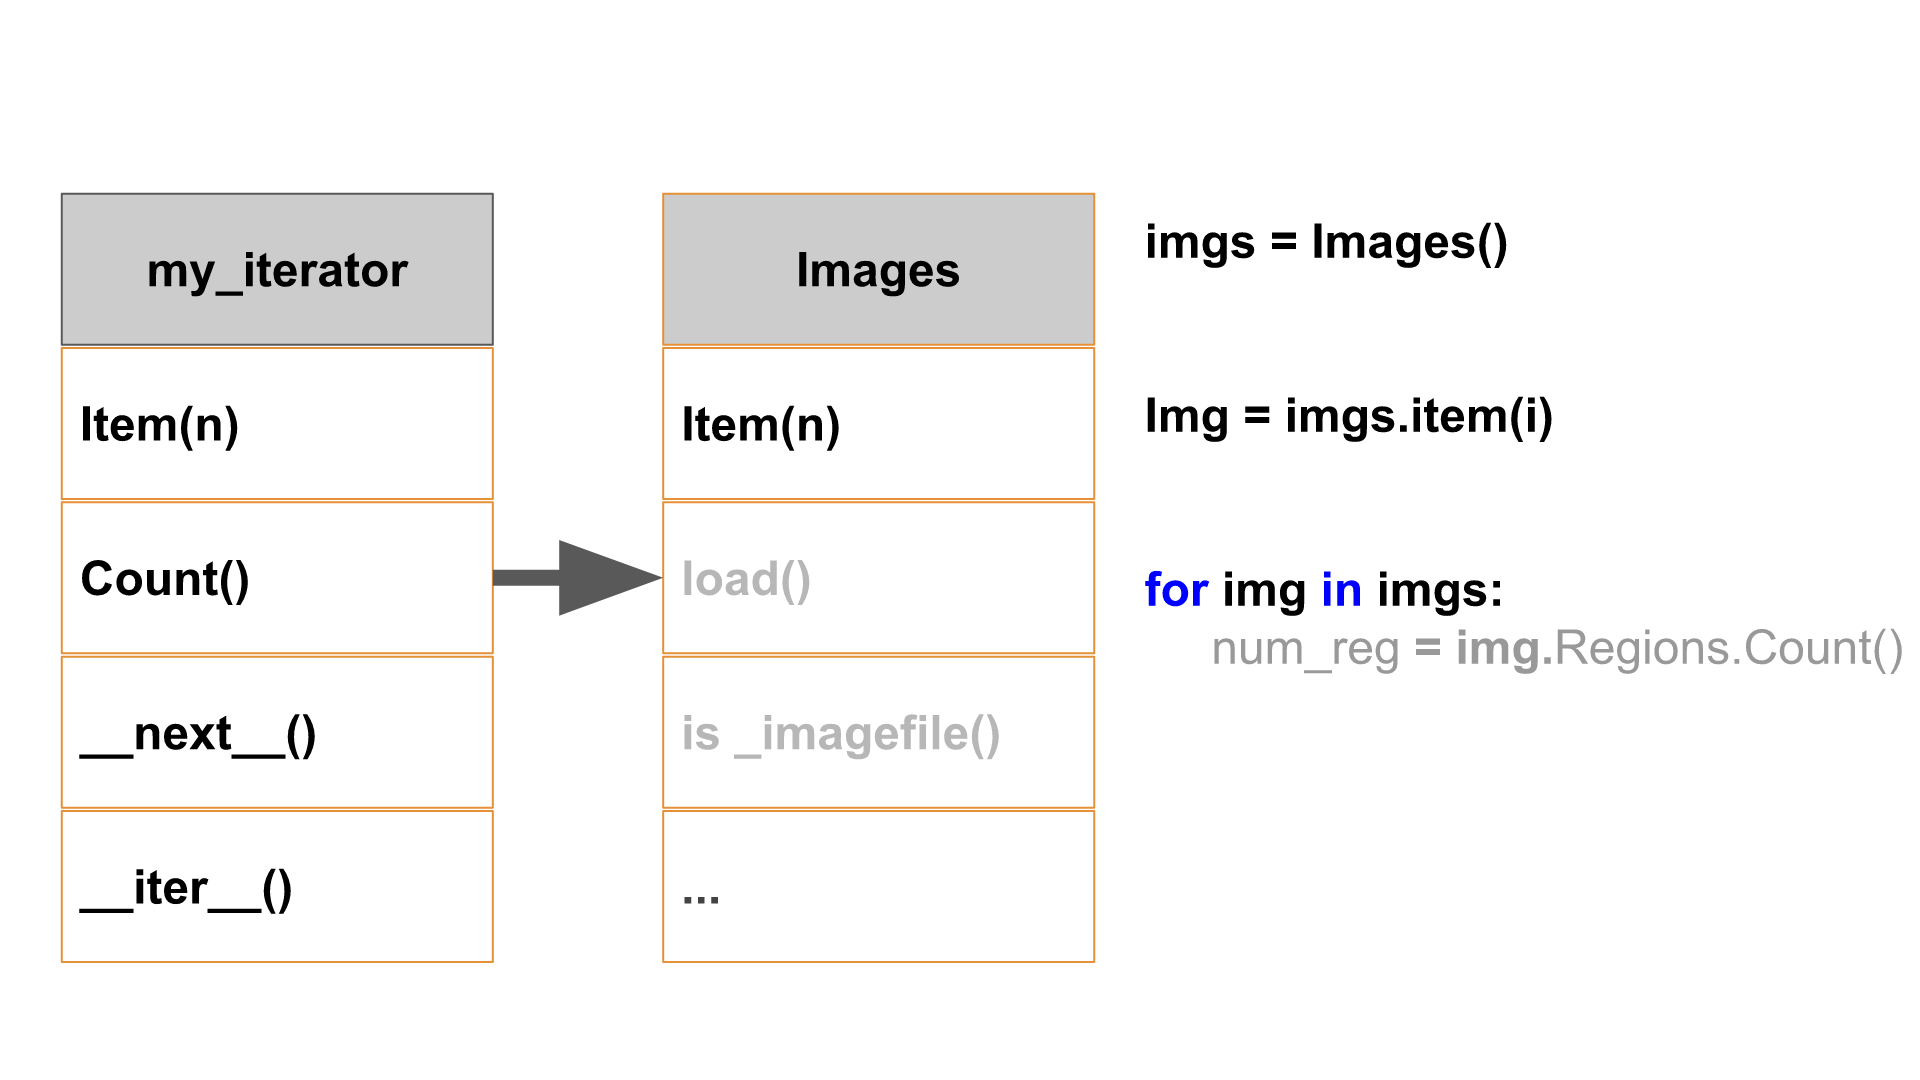 my_iterator
Item(n)
Count()
__next__()
__iter__()
Images
Item(n)
load()
is _imagefile()
...
imgs = Images()
Img = imgs.item(i)
for img in imgs:
num_reg = img.Regions.Count()